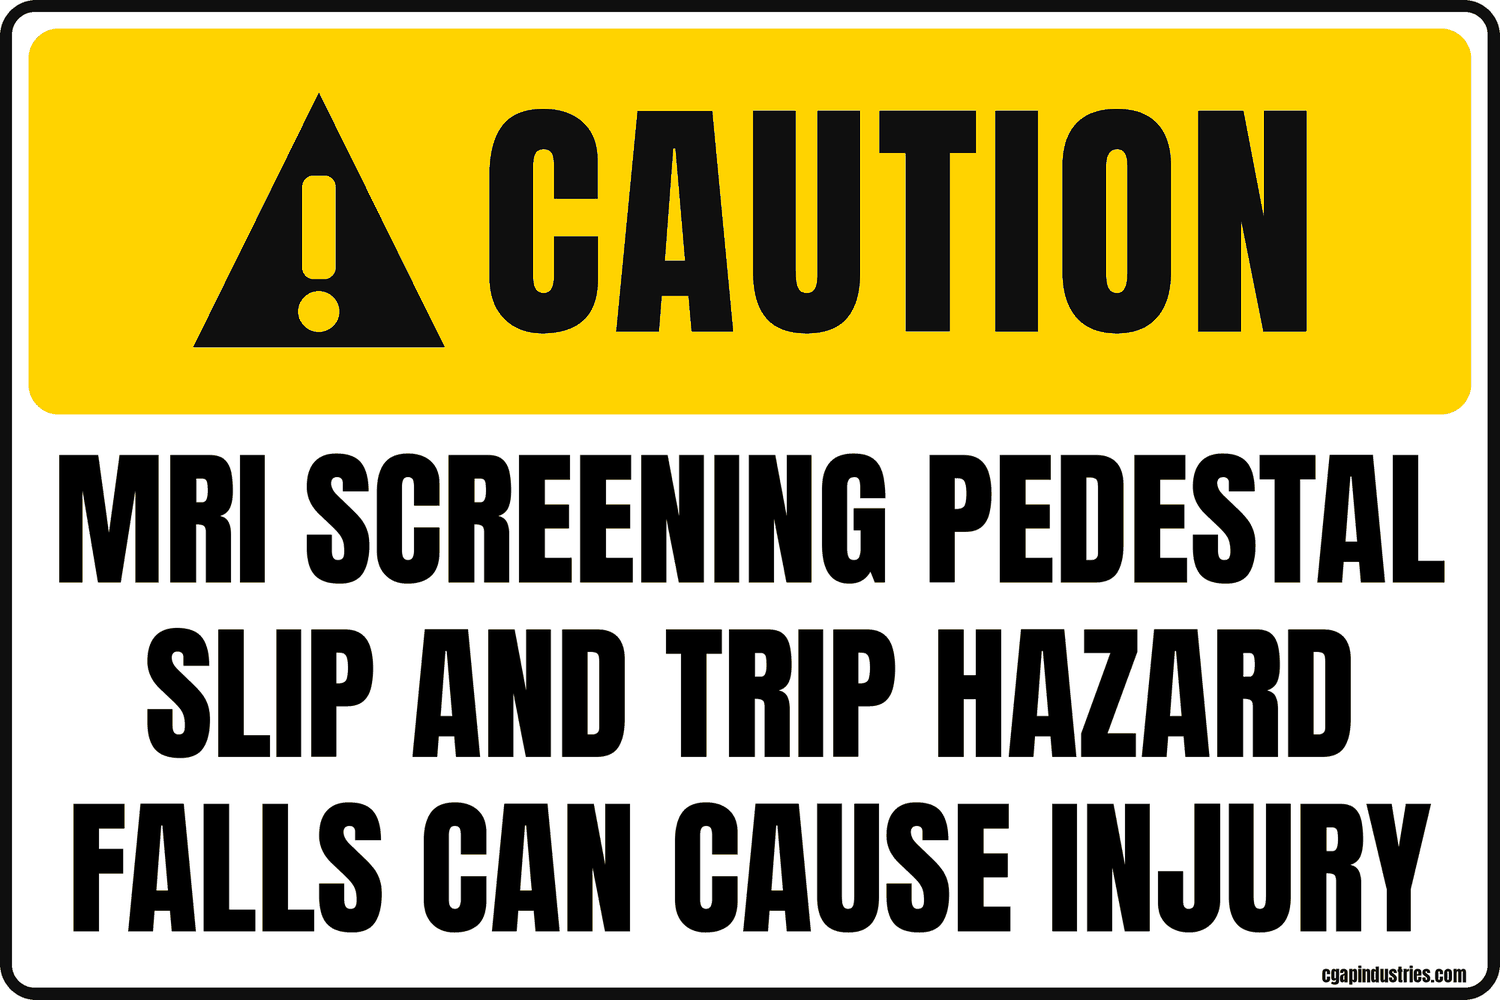 CAUTION
MRI SCREENING PEDESTAL
SLIP AND TRIP HAZARD
FALLS CAN CAUSE INJURY
cgapindustries.com